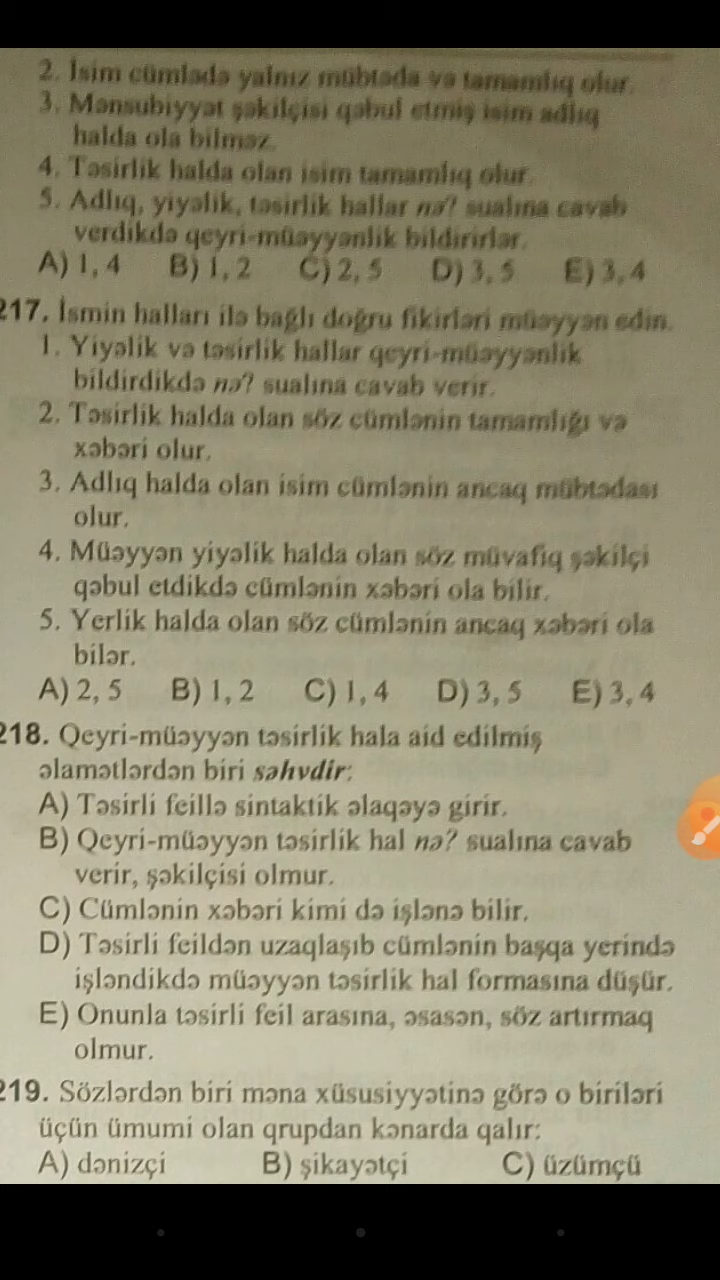 2. İsim cümlədə yalnız mübtəda və tamamlıq olur.
3. Mənsubiyyət şəkilçisi qəbul etmiş isim adlıq
halda ola bilməz.
4. Təsirlik halda olan isim tamamlıq olur.
5. Adlıq, yiyəlik, təsirlik hallar nə? sualına cavab
verdikdə qeyri-müəyyənlik bildirirlər.
A) 1, 4 B) 1, 2 C) 2, 5 D) 3, 5 E) 3, 4
217. İsmin halları ilə bağlı doğru fikirləri müəyyən edin.
1. Yiyəlik və təsirlik hallar qeyri-müəyyənlik
bildirdikdə nə? sualına cavab verir.
2. Təsirlik halda olan söz cümlənin tamamlığı və
xəbəri olur.
3. Adlıq halda olan isim cümlənin ancaq mübtədası
olur.
4. Müəyyən yiyəlik halda olan söz müvafiq şəkilçi
qəbul etdikdə cümlənin xəbəri ola bilir.
5. Yerlik halda olan söz cümlənin ancaq xəbəri ola
bilər.
A) 2, 5 B) 1, 2 C) 1, 4 D) 3, 5 E) 3, 4
218. Qeyri-müəyyən təsirlik hala aid edilmiş
əlamətlərdən biri səhvdir:
A) Təsirli feillə sintaktik əlaqəyə girir.
B) Qeyri-müəyyən təsirlik hal nə? sualına cavab
verir, şəkilçisi olmur.
C) Cümlənin xəbəri kimi də işlənə bilir.
D) Təsirli feildən uzaqlaşıb cümlənin başqa yerində
işləndikdə müəyyən təsirlik hal formasına düşür.
E) Onunla təsirli feil arasına, əsasən, söz artırmaq
olmur.
219. Sözlərdən biri məna xüsusiyyətinə görə o biriləri
üçün ümumi olan qrupdan kənarda qalır:
A) dənizçi B) şikayətçi C) üzümçü